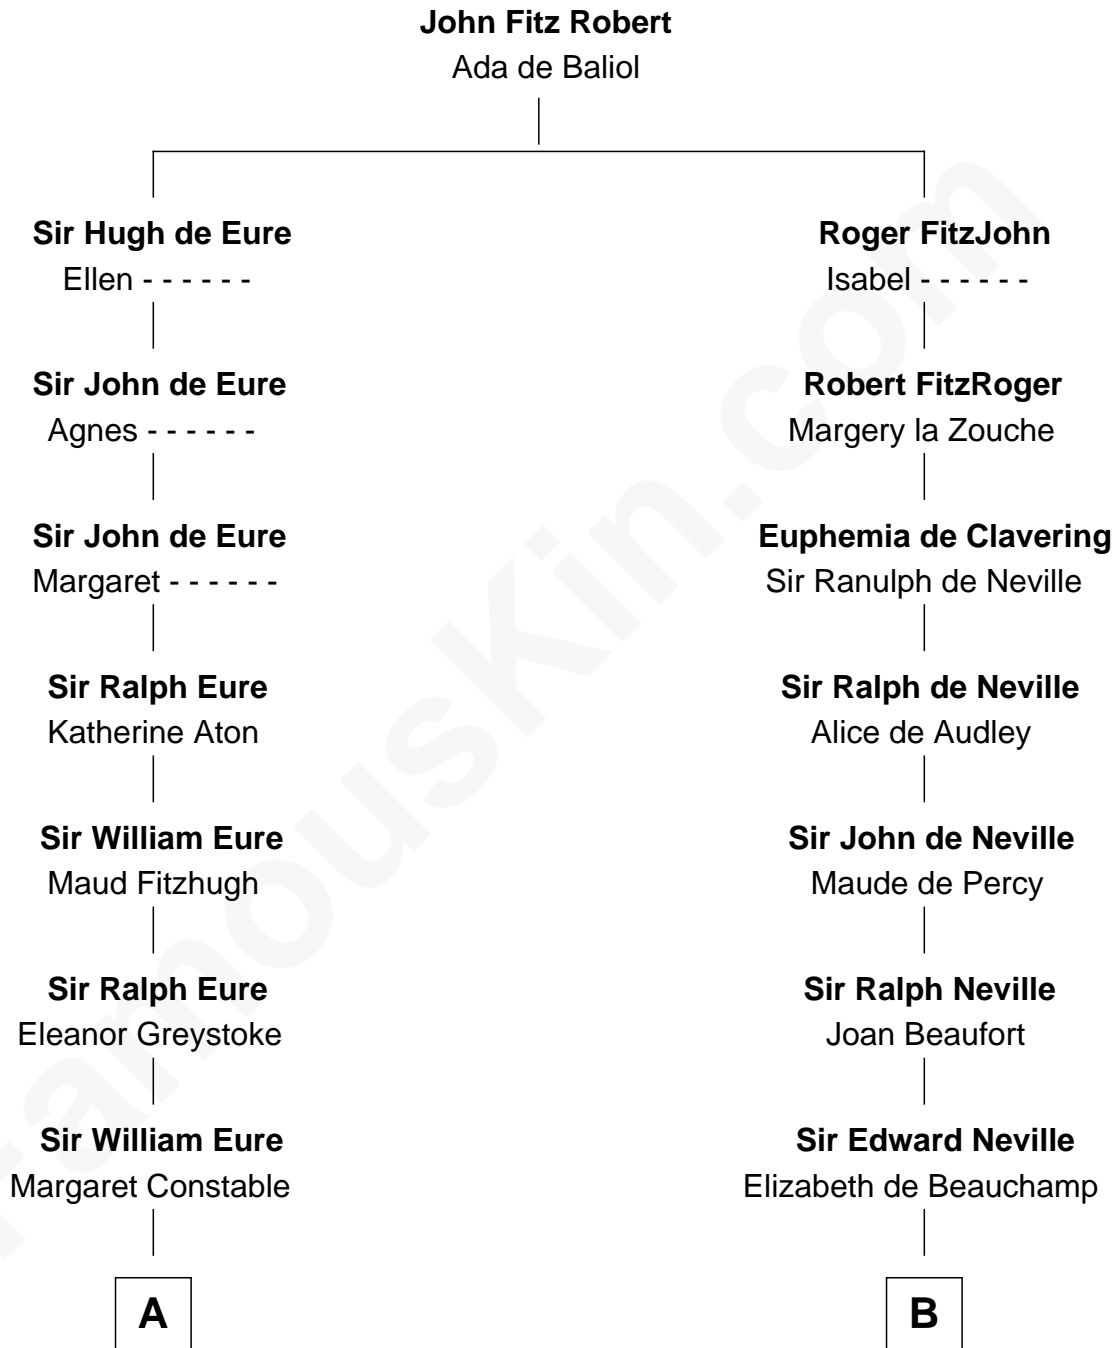 John Fitz Robert
Ada de Baliol
Sir Hugh de Eure
Ellen - - - - - -
Roger FitzJohn
Isabel - - - - - -
Sir John de Eure
Agnes - - - - - -
Robert FitzRoger
Margery la Zouche
Sir John de Eure
Margaret - - - - - -
Euphemia de Clavering
Sir Ranulph de Neville
Sir Ralph Eure
Katherine Aton
Sir Ralph de Neville
Alice de Audley
Sir William Eure
Maud Fitzhugh
Sir John de Neville
Maude de Percy
Sir Ralph Eure
Eleanor Greystoke
Sir Ralph Neville
Joan Beaufort
Sir William Eure
Margaret Constable
Sir Edward Neville
Elizabeth de Beauchamp
A
B
FamousKin.com